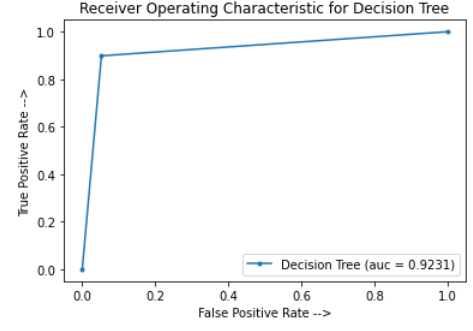 Receiver Operating Characteristic for Decision Tree
1.0
0.8
0.6
0.4
0.2
0.0
True Positive Rate -->
Decision Tree (auc = 0.9231)
0.0 0.2 0.4 0.6 0.8 1.0
False Positive Rate -->